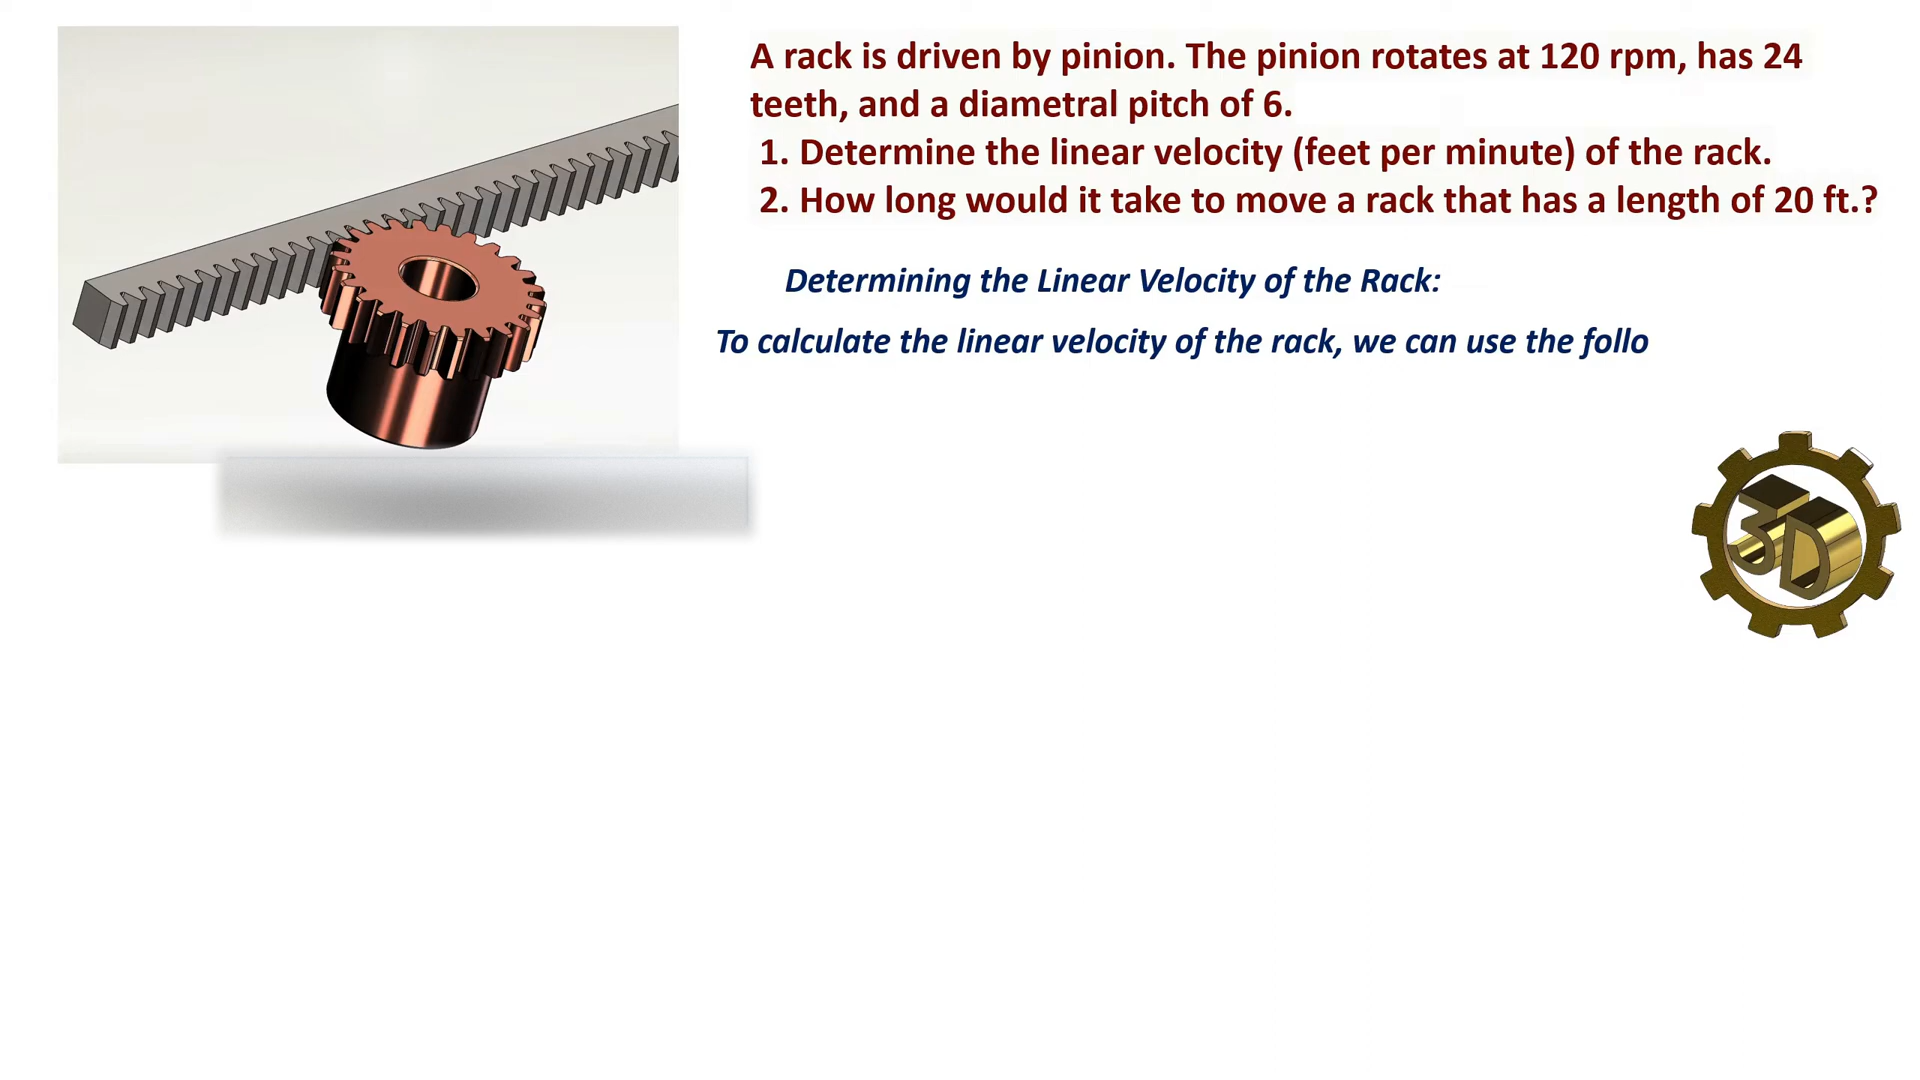 A rack is driven by pinion. The pinion rotates at 120 rpm, has 24
teeth, and a diametral pitch of 6.
1. Determine the linear velocity (feet per minute) of the rack.
2. How long would it take to move a rack that has a length of 20 ft.?
Determining the Linear Velocity of the Rack:
To calculate the linear velocity of the rack, we can use the follo
3D